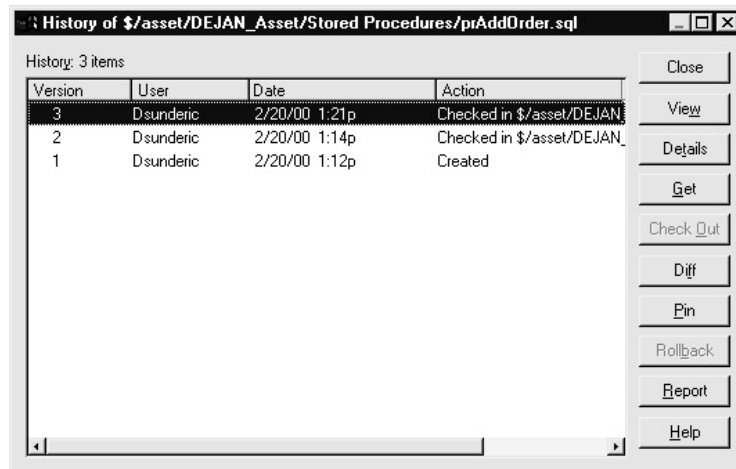 History of $/asset/DEJAN_Asset/Stored Procedures/prAddOrder.sql
History: 3 items
Version User Date Action
3 Dsunderic 2/20/00 1:21p Checked in $/asset/DEJAN_
2 Dsunderic 2/20/00 1:14p Checked in $/asset/DEJAN_
1 Dsunderic 2/20/00 1:12p Created
Close
View
Details
Get
Check Out
Diff
Pin
Rollback
Report
Help